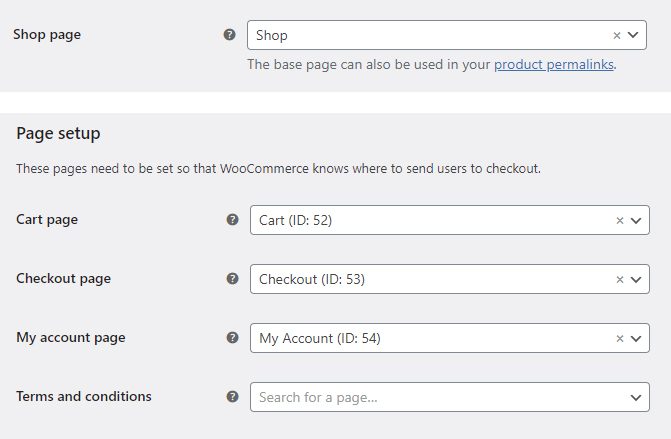 Shop page
Shop
The base page can also be used in your product permalinks.
Page setup
These pages need to be set so that WooCommerce knows where to send users to checkout.
Cart page
Cart (ID: 52)
Checkout page
Checkout (ID: 53)
My account page
My Account (ID: 54)
Terms and conditions
Search for a page...